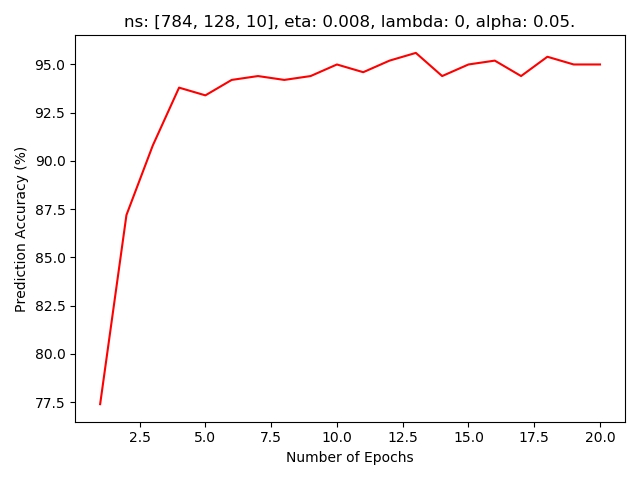 ns: [784, 128, 10], eta: 0.008, lambda: 0, alpha: 0.05.
Prediction Accuracy (%)
95.0
92.5
90.0
87.5
85.0
82.5
80.0
77.5
2.5 5.0 7.5 10.0 12.5 15.0 17.5 20.0
Number of Epochs